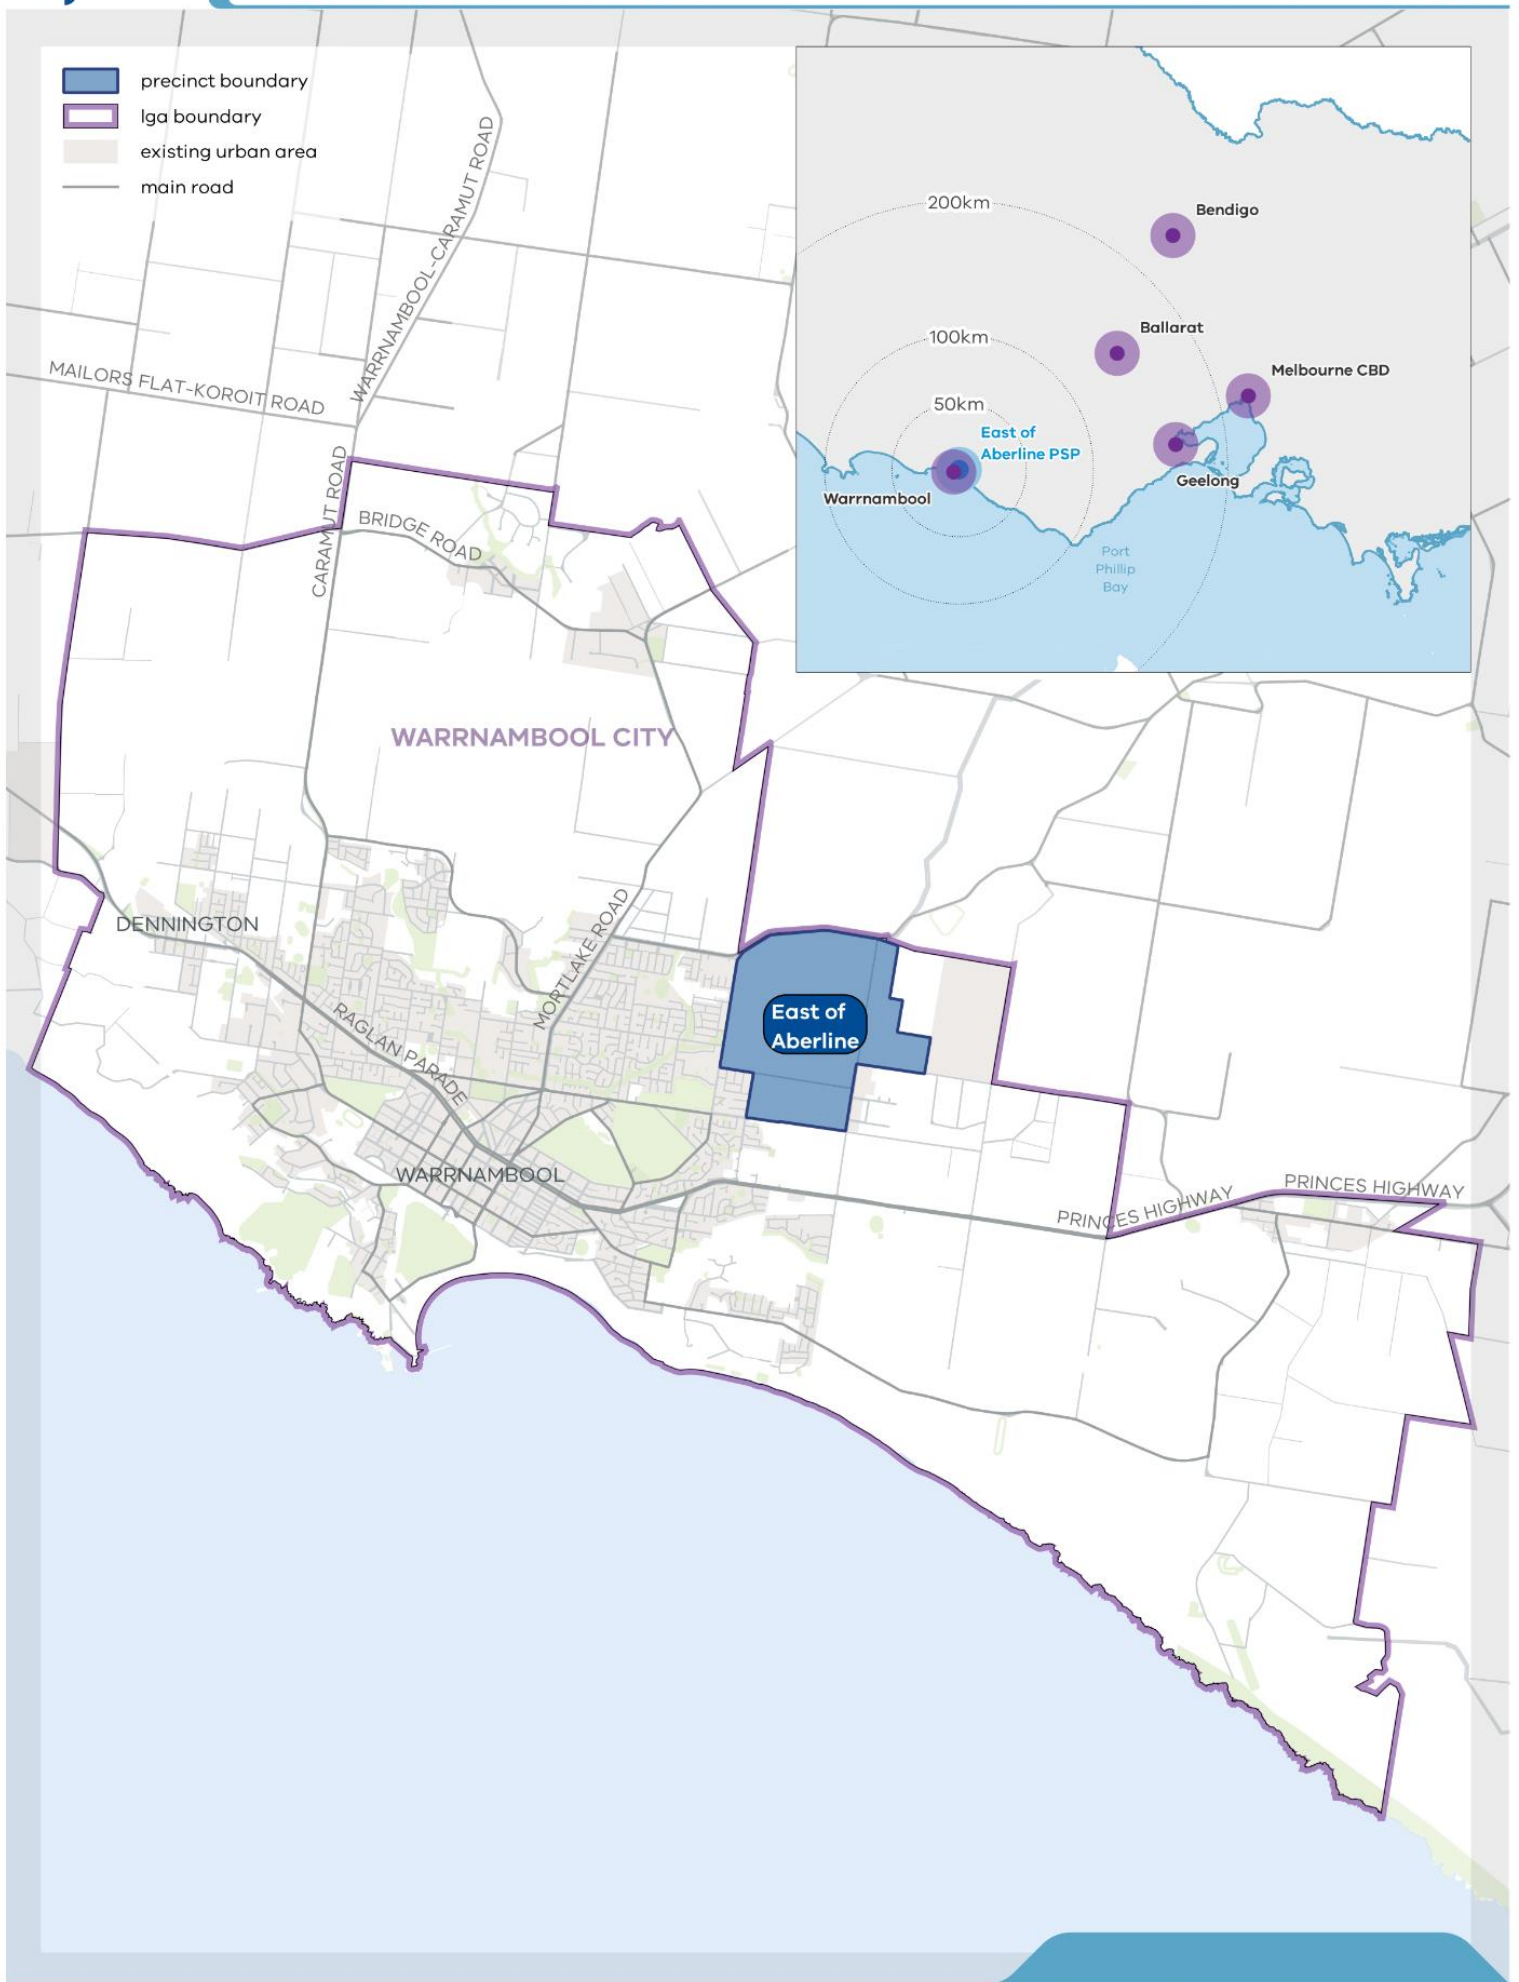 precinct boundary
lga boundary
existing urban area
main road
200km
Bendigo
Ballarat
100km
Melbourne CBD
50km
East of
Aberline PSP
Geelong
Warrnambool
Port
Phillip
Bay
WARRNAMBOOL-CARAMUT ROAD
MAILORS FLAT-KOROIT ROAD
CARAMUT ROAD
BRIDGE ROAD
WARRNAMBOOL CITY
DENNINGTON
MORTLAKE ROAD
RAGLAN PARADE
East of
Aberline
WARRNAMBOOL
PRINCES HIGHWAY
PRINCES HIGHWAY